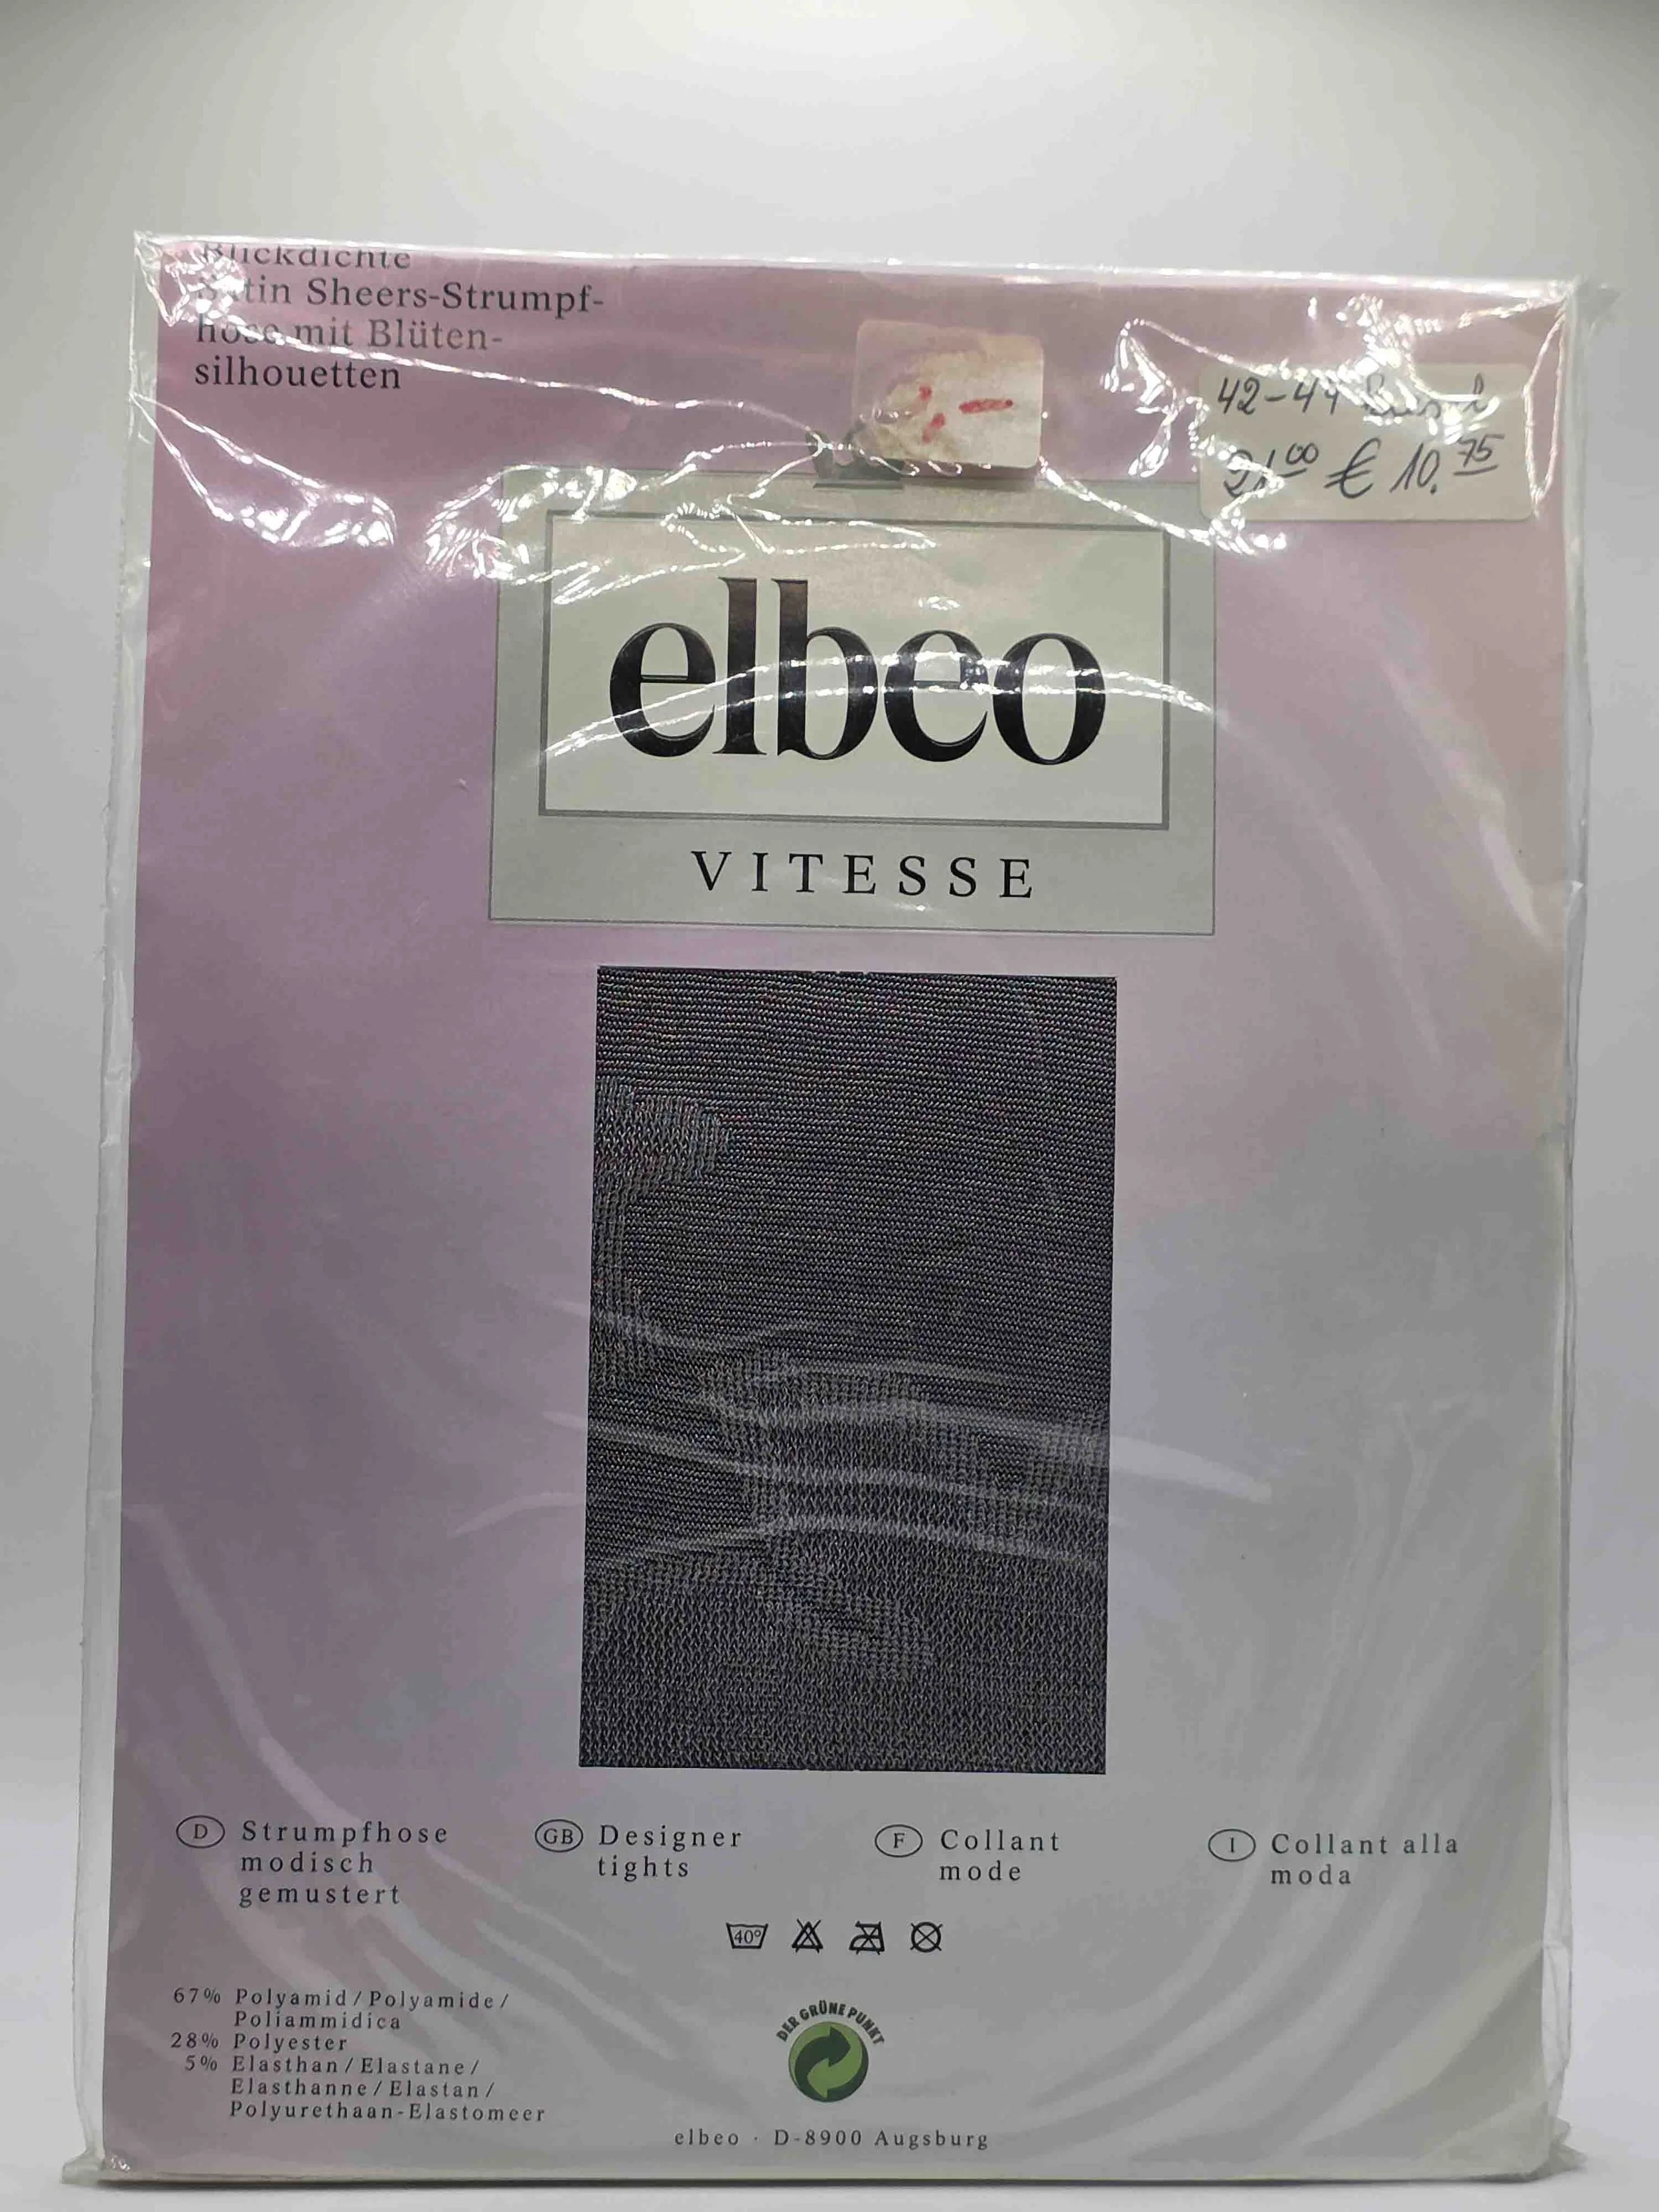 Blickdichte
Satin Sheers-Strumpf-
hose mit Blüten-
silhouetten
42-44
21.00 € 10.75
elbeo
VITESSE
D Strumpfhose
modisch
gemustert
GB Designer
tights
F Collant
mode
I Collant alla
moda
40°
67% Polyamid/Polyamide/
Poliammidica
28% Polyester
5% Elasthan/Elastane/
Elasthanne/Elastan/
Polyurethaan-Elastomeer
DER GRÜNE PUNKT
elbeo · D-8900 Augsburg